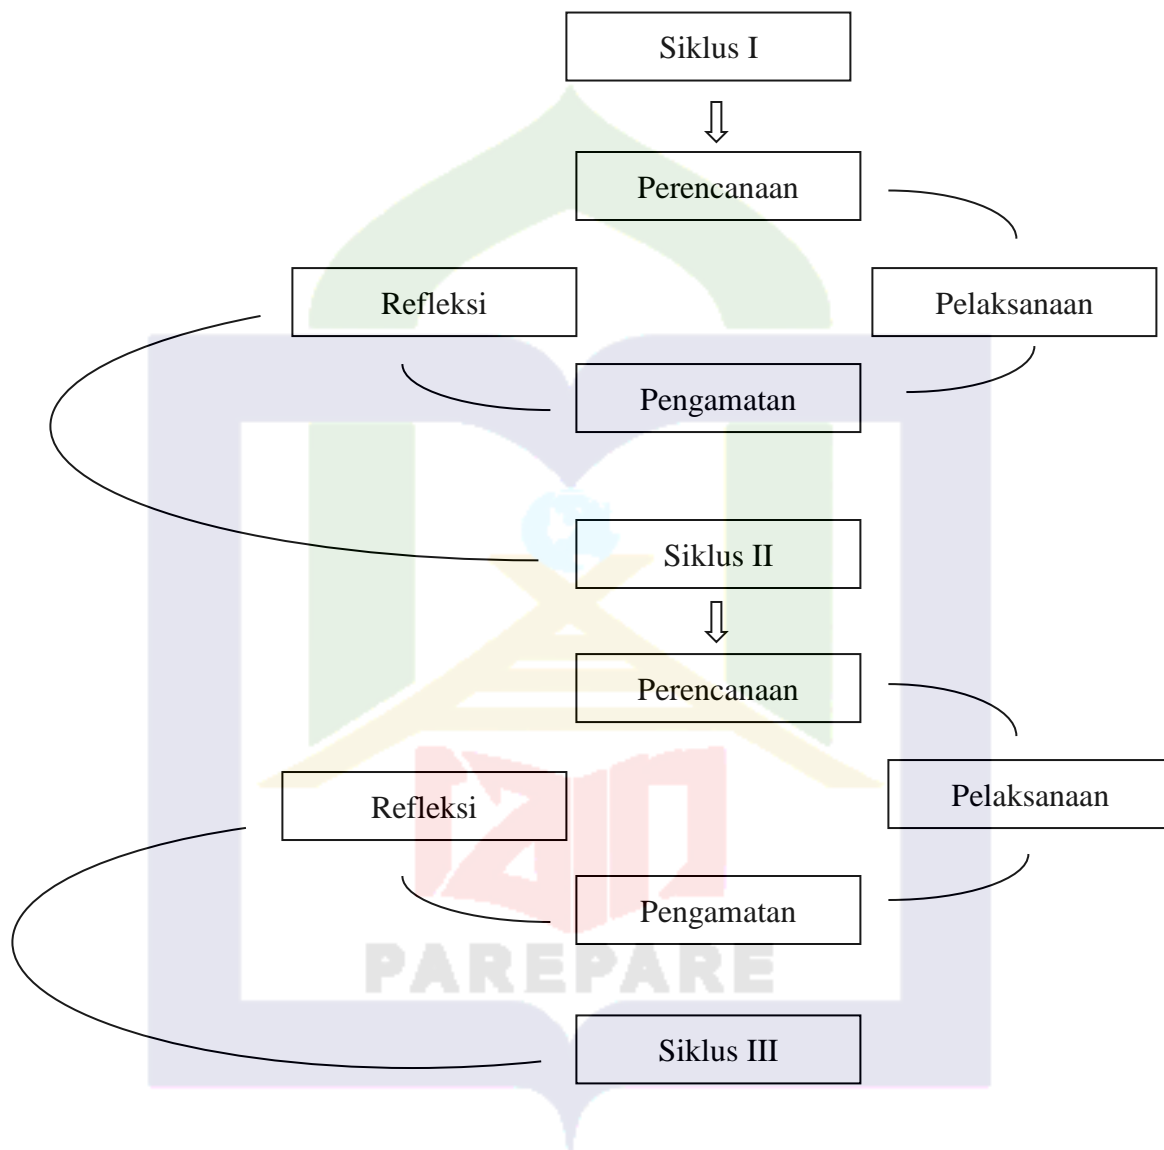 Siklus I
Perencanaan
Refleksi
Pelaksanaan
Pengamatan
Siklus II
Perencanaan
Pelaksanaan
Refleksi
Pengamatan
PAREPARE
Siklus III